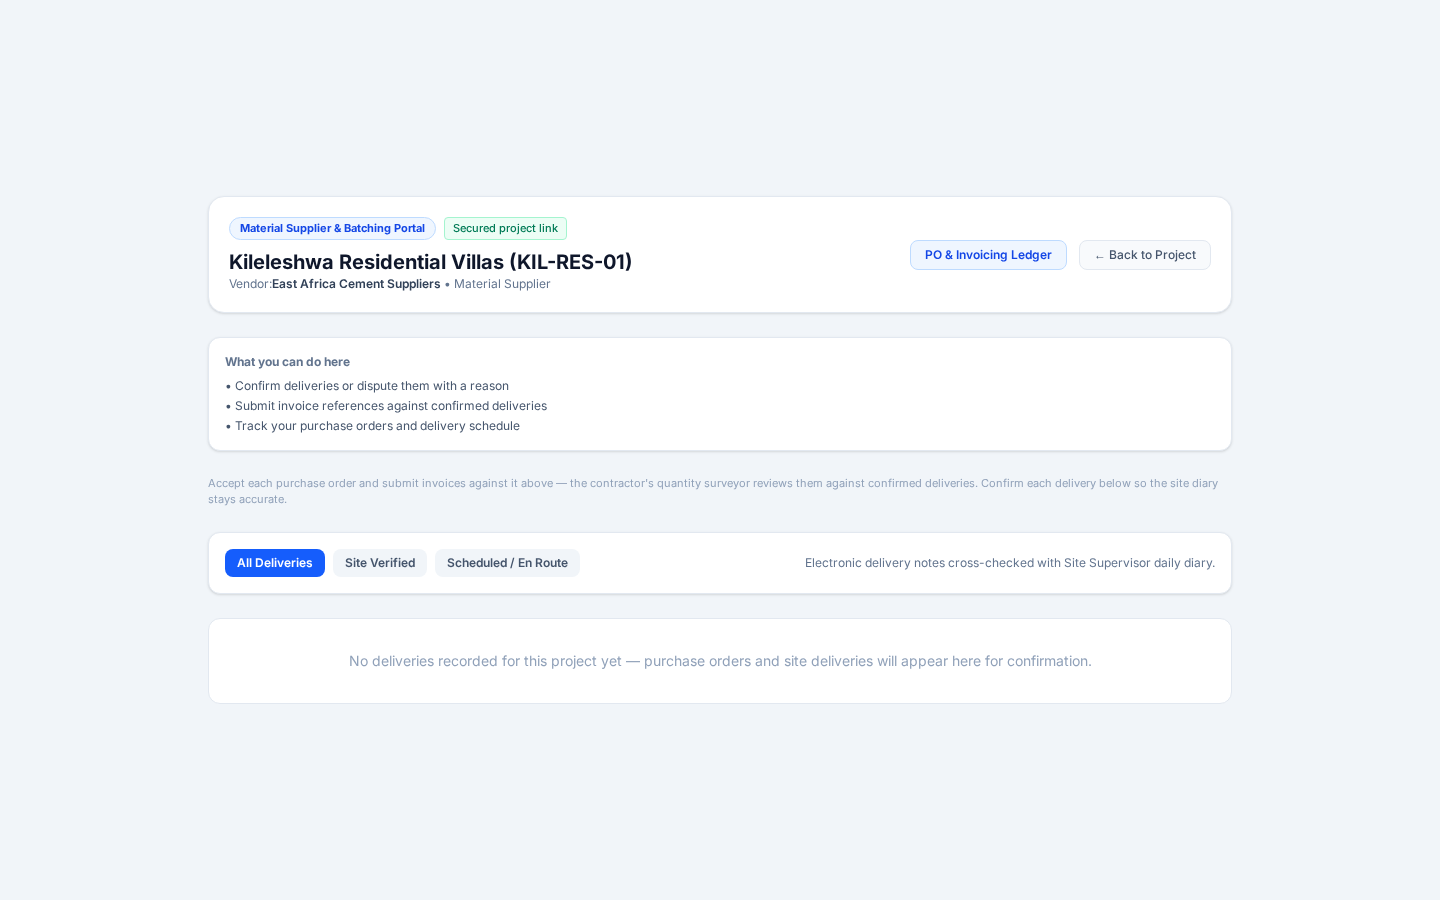 Material Supplier & Batching Portal
Secured project link
Kileleshwa Residential Villas (KIL-RES-01)
Vendor:East Africa Cement Suppliers • Material Supplier
PO & Invoicing Ledger
← Back to Project
What you can do here
• Confirm deliveries or dispute them with a reason
• Submit invoice references against confirmed deliveries
• Track your purchase orders and delivery schedule
Accept each purchase order and submit invoices against it above — the contractor's quantity surveyor reviews them against confirmed deliveries. Confirm each delivery below so the site diary
stays accurate.
All Deliveries
Site Verified
Scheduled / En Route
Electronic delivery notes cross-checked with Site Supervisor daily diary.
No deliveries recorded for this project yet — purchase orders and site deliveries will appear here for confirmation.